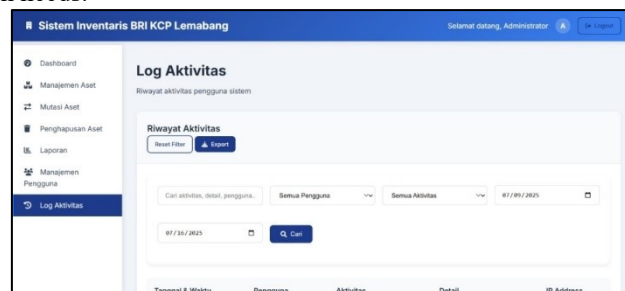 Sistem Inventaris BRI KCP Lemabang
Selamat datang, Administrator A Logout
Dashboard
Manajemen Aset
Mutasi Aset
Penghapusan Aset
Laporan
Manajemen
Pengguna
Log Aktivitas
Log Aktivitas
Riwayat aktivitas pengguna sistem
Riwayat Aktivitas
Reset Filter Export
Cari aktivitas, detail, pengguna.. Semua Pengguna Semua Aktivitas 07/09/2025
07/16/2025 Cari
Tanggal & Waktu Pengguna Aktivitas Detail IP Address